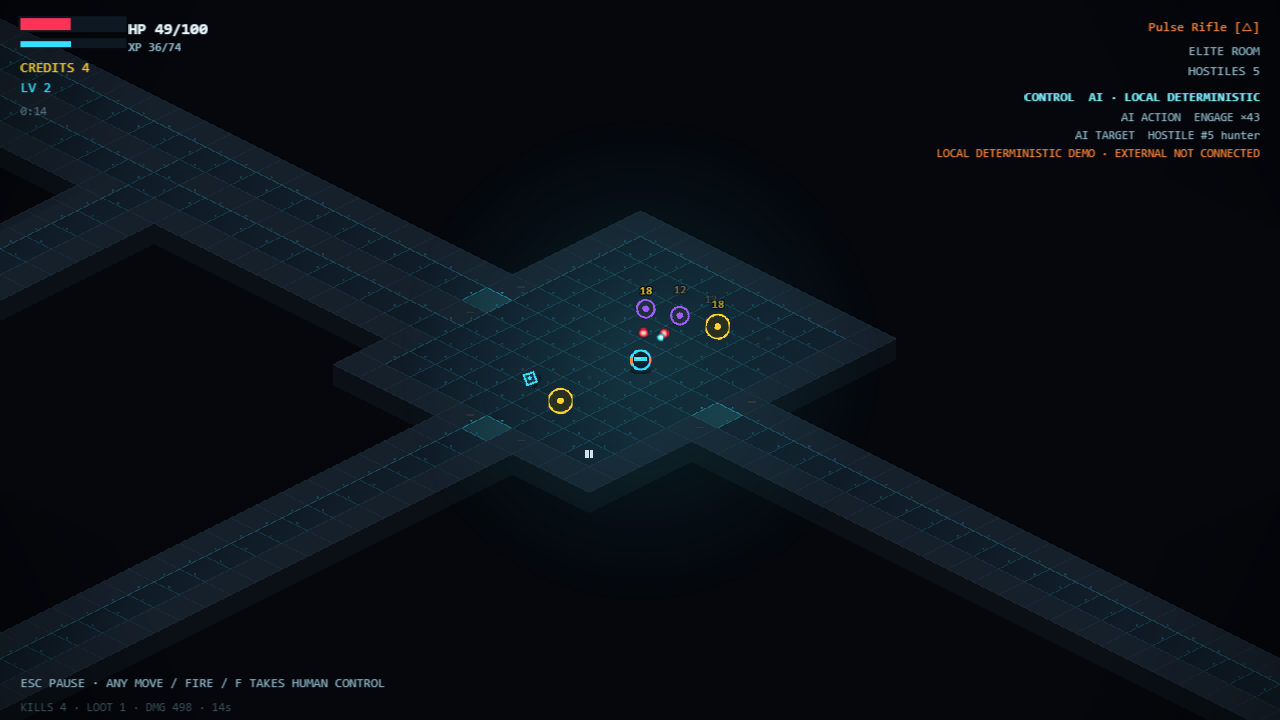 HP 49/100
XP 36/74
CREDITS 4
LV 2
0:14
Pulse Rifle [△]
ELITE ROOM
HOSTILES 5
CONTROL AI · LOCAL DETERMINISTIC
AI ACTION ENGAGE ×43
AI TARGET HOSTILE #5 hunter
LOCAL DETERMINISTIC DEMO · EXTERNAL NOT CONNECTED
18
12
18
ESC PAUSE · ANY MOVE / FIRE / F TAKES HUMAN CONTROL
KILLS 4 · LOOT 1 · DMG 498 · 14s